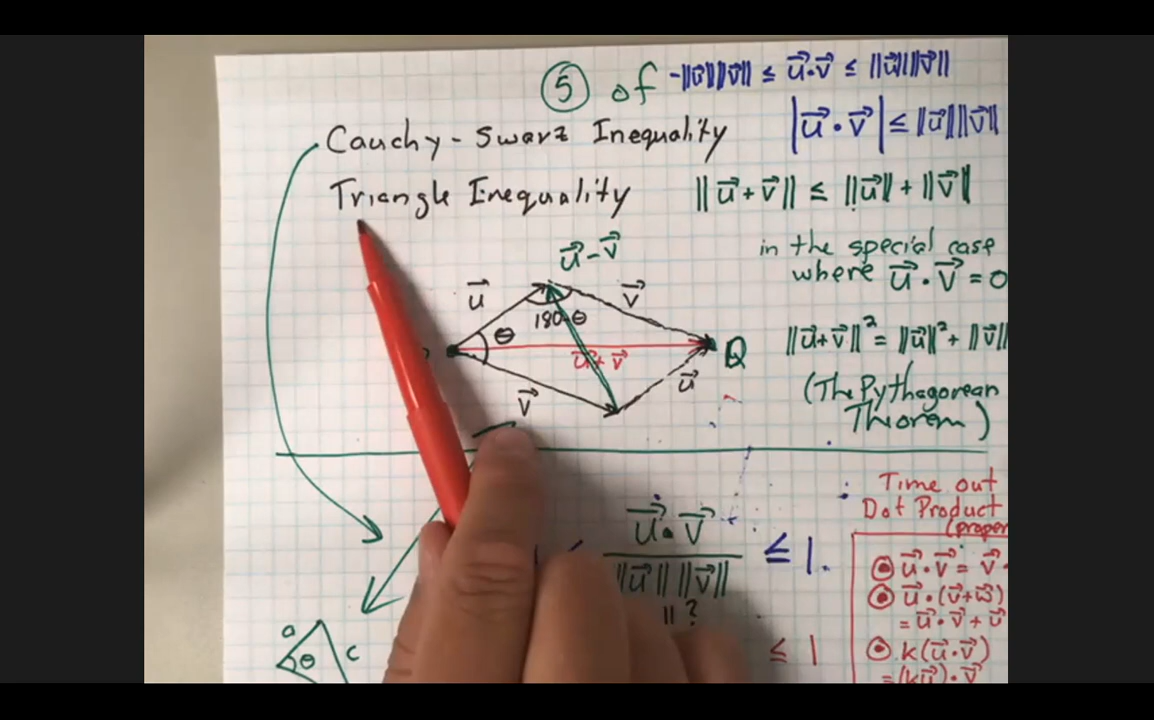 ⑤ of
-||u⃗||||v⃗|| ≤ u⃗·v⃗ ≤ ||u⃗||||v⃗||
Cauchy-Swarz Inequality
|u⃗·v⃗| ≤ ||u⃗||||v⃗||
Triangle Inequality
||u⃗+v⃗|| ≤ ||u⃗|| + ||v⃗||
in the special case
where u⃗·v⃗ = 0
||u⃗+v⃗||² = ||u⃗||² + ||v⃗||
(The Pythagorean
Theorem)
u⃗-v⃗
u⃗
v⃗
θ
180-θ
u⃗+v⃗
Q
v⃗
u⃗
u⃗·v⃗
||u⃗|| ||v⃗||
≤ 1.
|| ?
≤ 1
a
θ
c
Time out
Dot Product
u⃗·v⃗ = v⃗·
u⃗·(v⃗+w⃗)
= u⃗·v⃗ + u⃗
k(u⃗·v⃗)
=(ku⃗)·v⃗